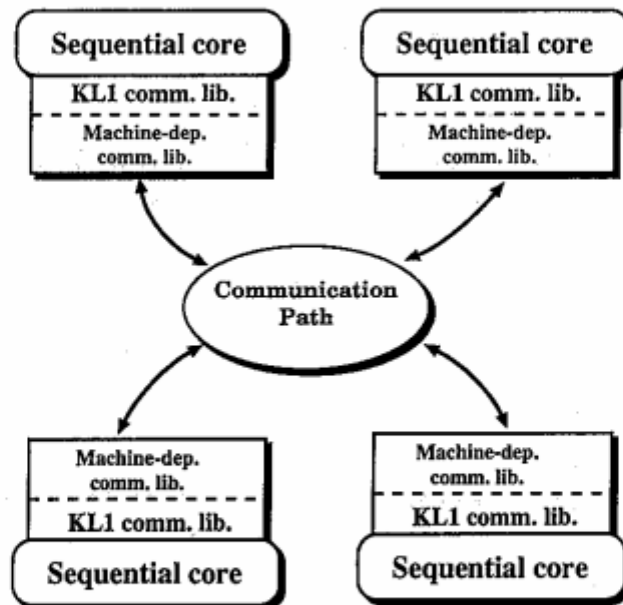 Sequential core
KL1 comm. lib.
Machine-dep.
comm. lib.
Sequential core
KL1 comm. lib.
Machine-dep.
comm. lib.
Communication
Path
Machine-dep.
comm. lib.
KL1 comm. lib.
Sequential core
Machine-dep.
comm. lib.
KL1 comm. lib.
Sequential core